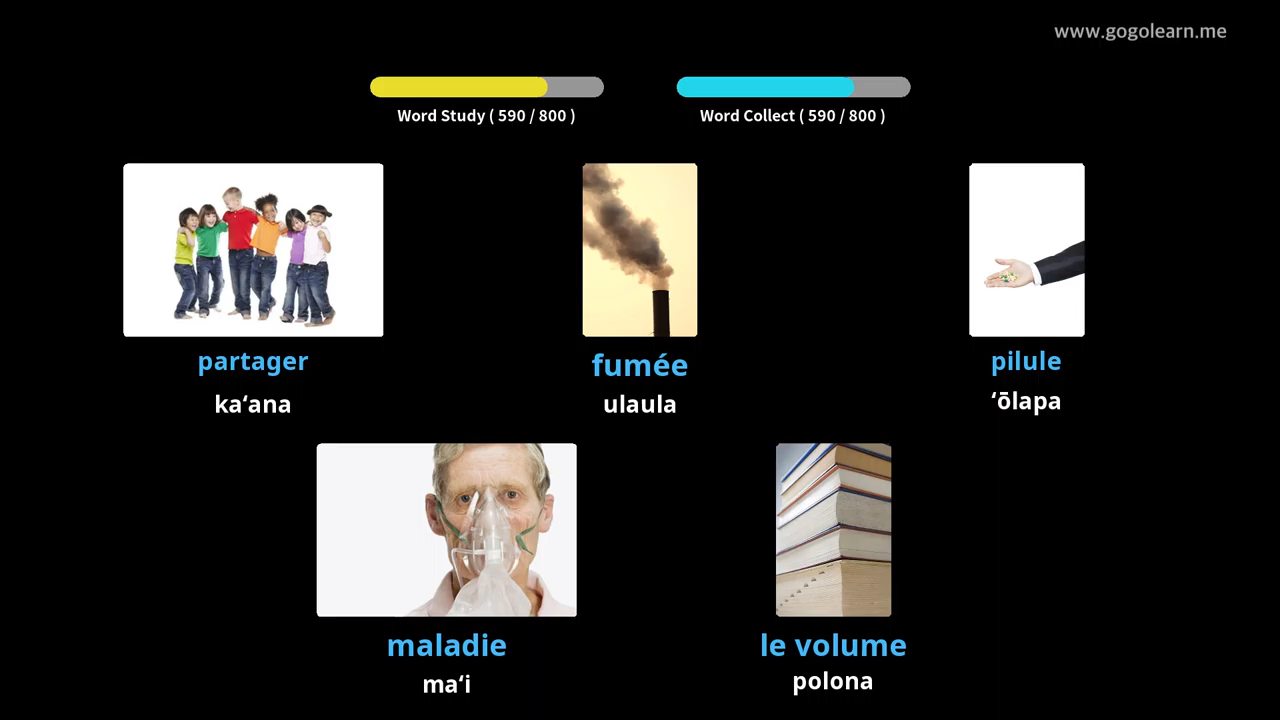 www.gogolearn.me
Word Study ( 590 / 800 )
Word Collect ( 590 / 800 )
partager
fumée
pilule
kaʻana
ulaula
ʻōlapa
maladie
le volume
maʻi
polona